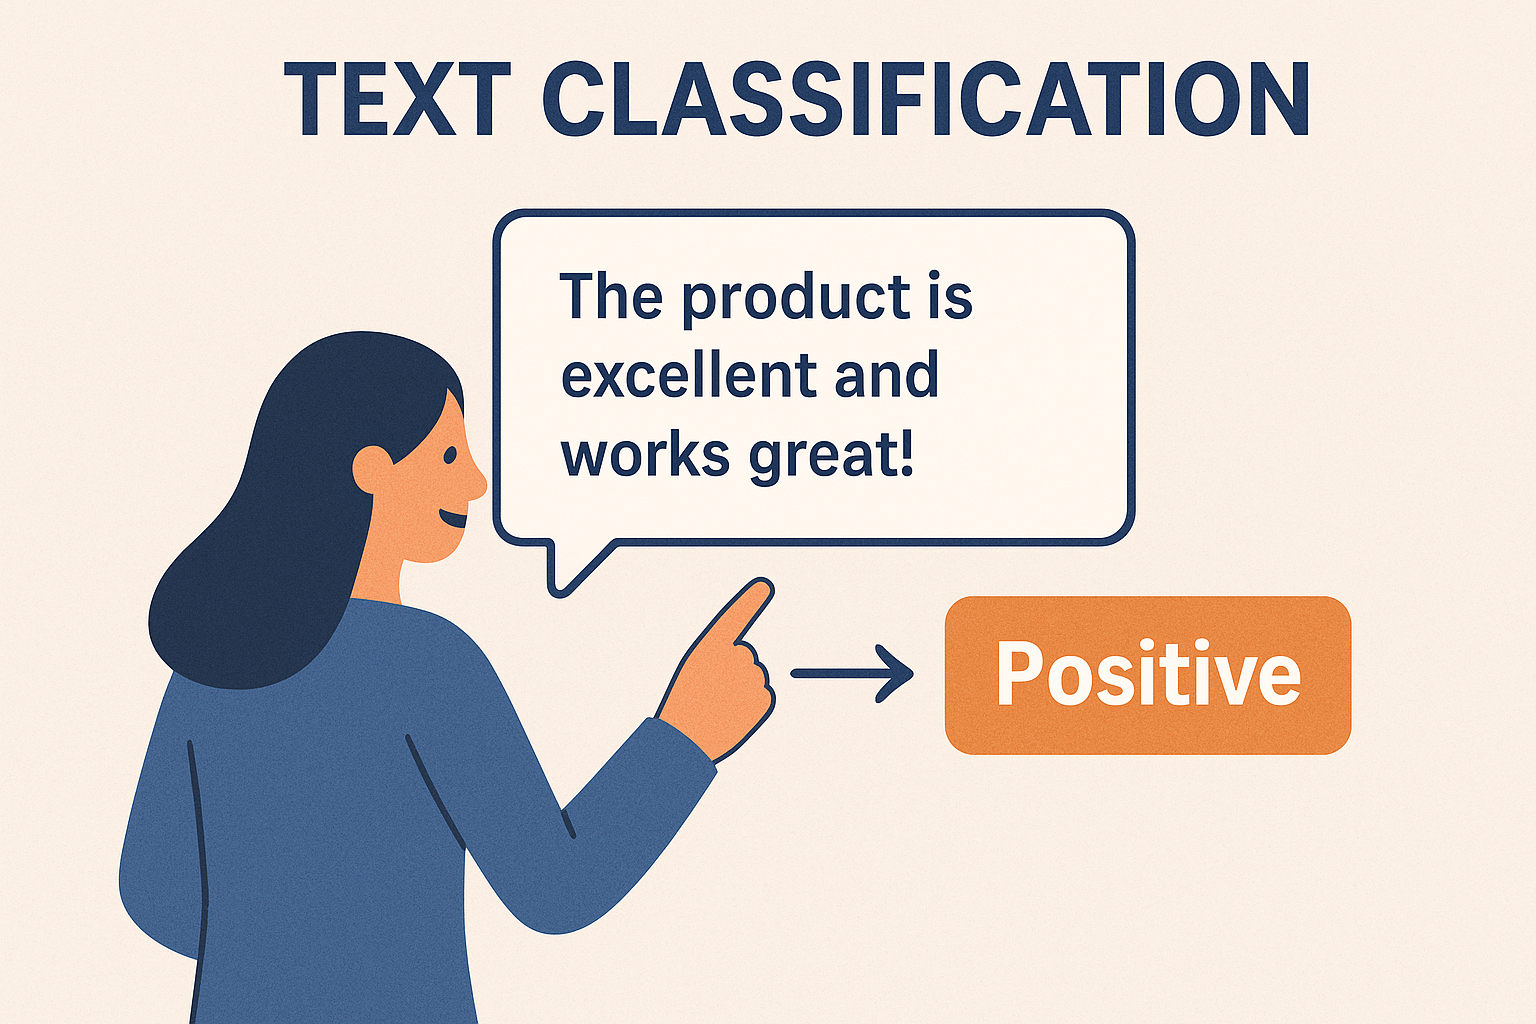 TEXT CLASSIFICATION
The product is
excellent and
works great!
Positive